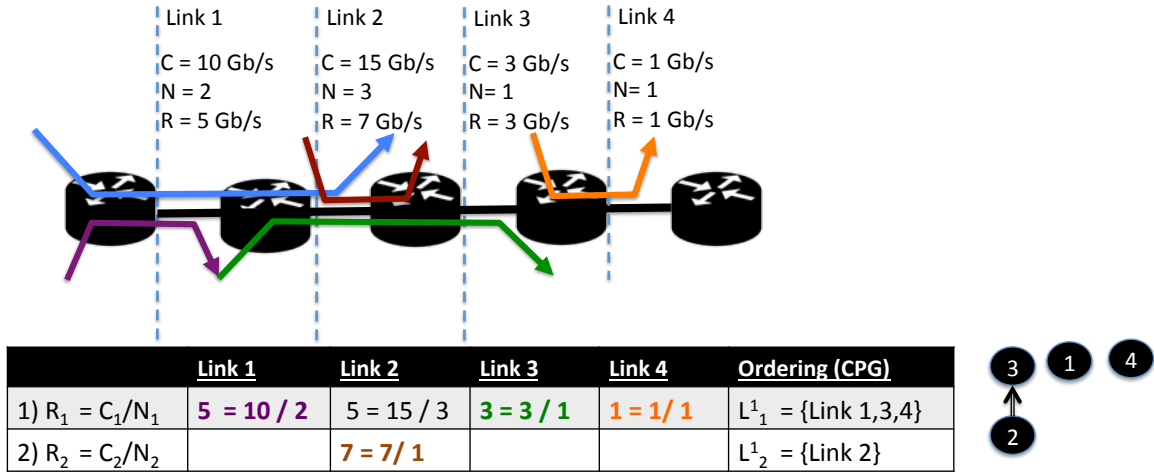 Link 1
C = 10 Gb/s
N = 2
R = 5 Gb/s
Link 2
C = 15 Gb/s
N = 3
R = 7 Gb/s
Link 3
C = 3 Gb/s
N= 1
R = 3 Gb/s
Link 4
C = 1 Gb/s
N= 1
R = 1 Gb/s
Link 1 Link 2 Link 3 Link 4 Ordering (CPG)
1) R₁ = C₁/N₁ 5 = 10 / 2 5 = 15 / 3 3 = 3 / 1 1 = 1/ 1 L¹₁ = {Link 1,3,4}
2) R₂ = C₂/N₂ 7 = 7/ 1 L¹₂ = {Link 2}
3 1 4
2